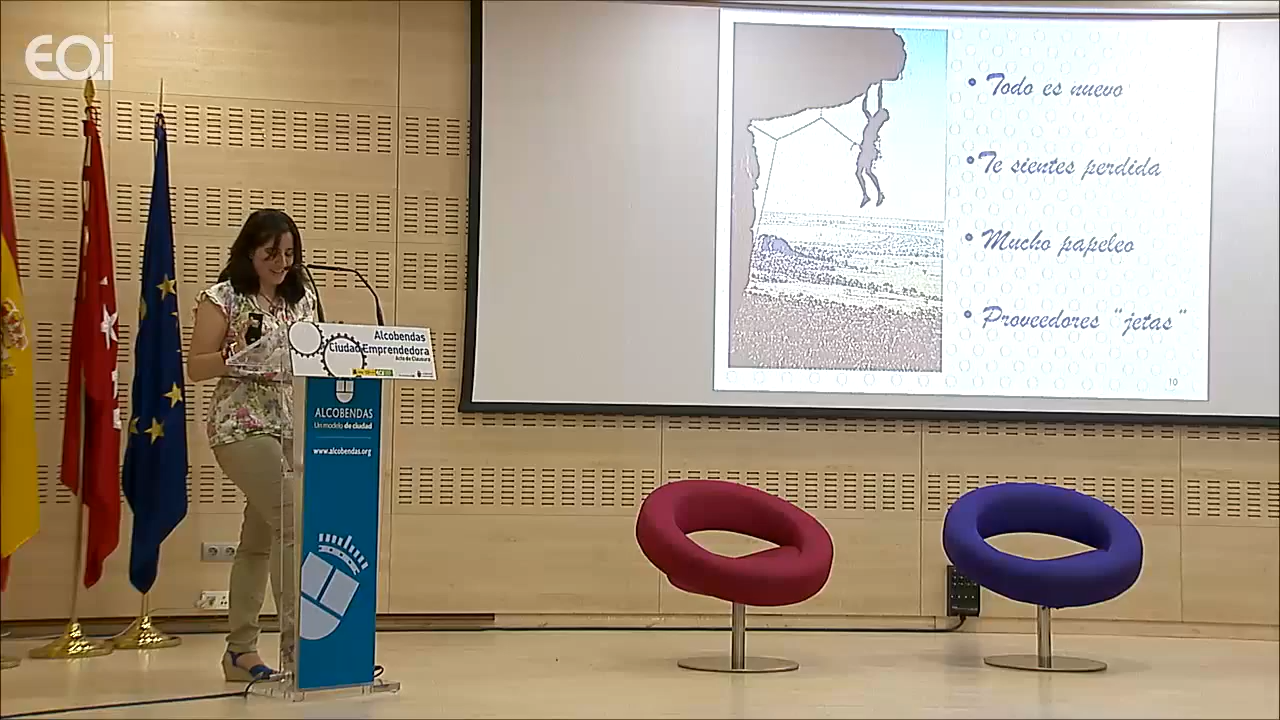 EOi
• Todo es nuevo
• Te sientes perdida
• Mucho papeleo
• Proveedores "jetas"
10
Alcobendas
Ciudad Emprendedora
Acto de Clausura
ALCOBENDAS
Un modelo de ciudad
www.alcobendas.org